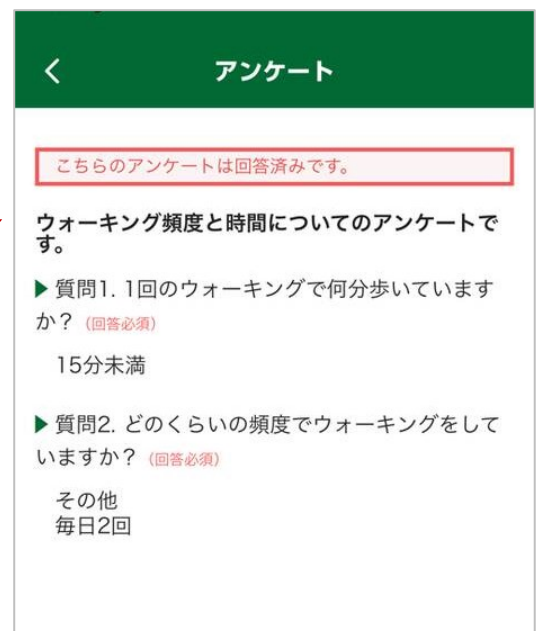 アンケート
こちらのアンケートは回答済みです。
ウォーキング頻度と時間についてのアンケートで
す。
▶ 質問1. 1回のウォーキングで何分歩いています
か？（回答必須）
15分未満
▶ 質問2. どのくらいの頻度でウォーキングをして
いますか？（回答必須）
その他
毎日2回